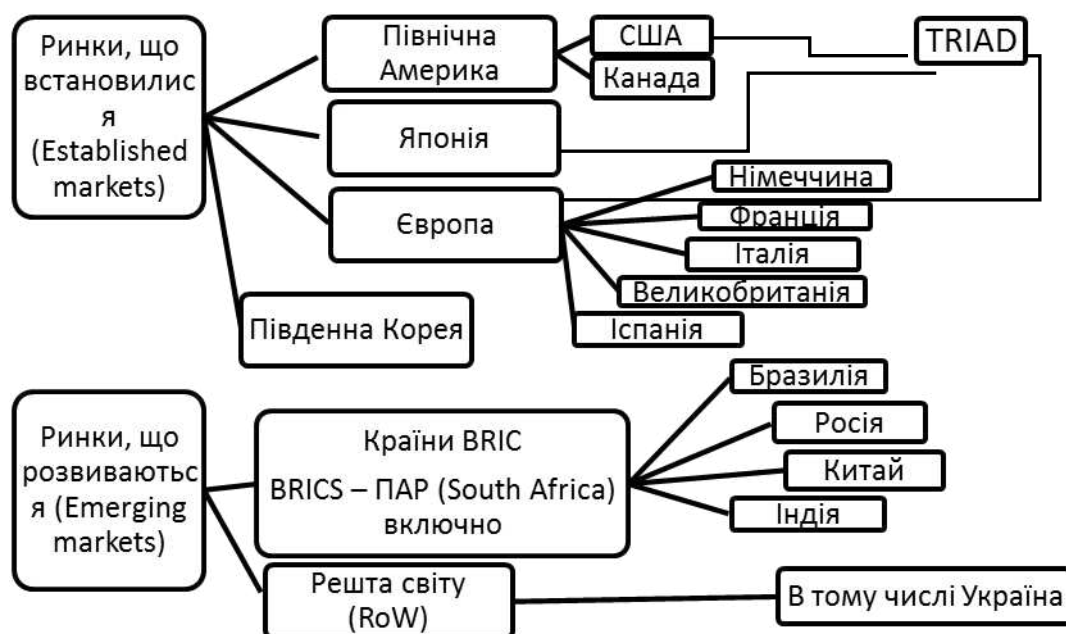 Ринки, що
встановилис
я
(Established
markets)
Північна
Америка
США
Канада
TRIAD
Японія
Європа
Німеччина
Франція
Італія
Великобританія
Іспанія
Південна Корея
Ринки, що
розвиваютьс
я (Emerging
markets)
Країни BRIC
BRICS – ПАР (South Africa)
включно
Бразилія
Росія
Китай
Індія
Решта світу
(RoW)
В тому числі Україна